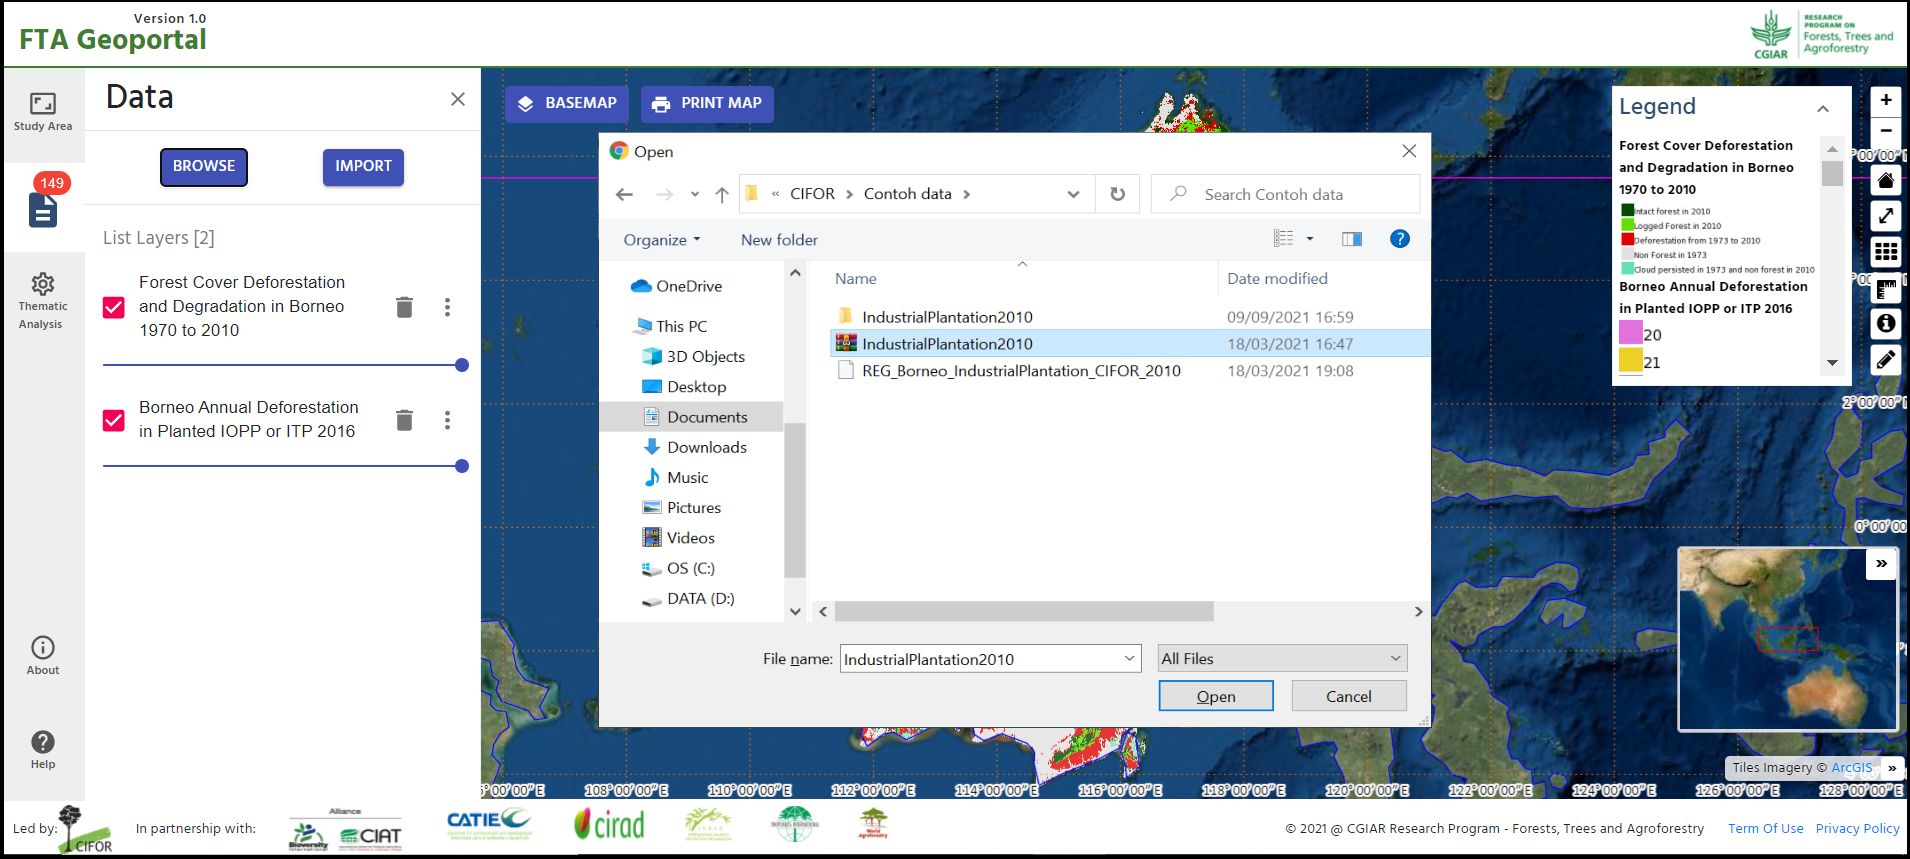 Version 1.0
FTA Geoportal
CGIAR
RESEARCH
PROGRAM ON
Forests, Trees and
Agroforestry
Study Area
149
Thematic
Analysis
About
Help
Data
BROWSE
IMPORT
List Layers [2]
Forest Cover Deforestation
and Degradation in Borneo
1970 to 2010
Borneo Annual Deforestation
in Planted IOPP or ITP 2016
BASEMAP
PRINT MAP
Open
« CIFOR > Contoh data >
Search Contoh data
Organize
New folder
OneDrive
This PC
3D Objects
Desktop
Documents
Downloads
Music
Pictures
Videos
OS (C:)
DATA (D:)
Name
Date modified
IndustrialPlantation2010
09/09/2021 16:59
IndustrialPlantation2010
18/03/2021 16:47
REG_Borneo_IndustrialPlantation_CIFOR_2010
18/03/2021 19:08
File name:
IndustrialPlantation2010
All Files
Open
Cancel
Legend
Forest Cover Deforestation
and Degradation in Borneo
1970 to 2010
Intact forest in 2010
Logged Forest in 2010
Deforestation from 1973 to 2010
Non Forest in 1973
Cloud persisted in 1973 and non forest in 2010
Borneo Annual Deforestation
in Planted IOPP or ITP 2016
20
21
+
−
2°00'00"N
0°00'00
»
Tiles Imagery © ArcGIS »
6°00'00"E
108°00'00"E
110°00'00"E
112°00'00"E
114°00'00"E
116°00'00"E
118°00'00"E
120°00'00"E
122°00'00"E
124°00'00"E
126°00'00"E
128°00'00"E
Led by:
CIFOR
In partnership with:
Alliance
Bioversity
International
CIAT
CATIE
cirad
INBAR
TROPENBOS INTERNATIONAL
World
Agroforestry
© 2021 @ CGIAR Research Program - Forests, Trees and Agroforestry
Term Of Use
Privacy Policy